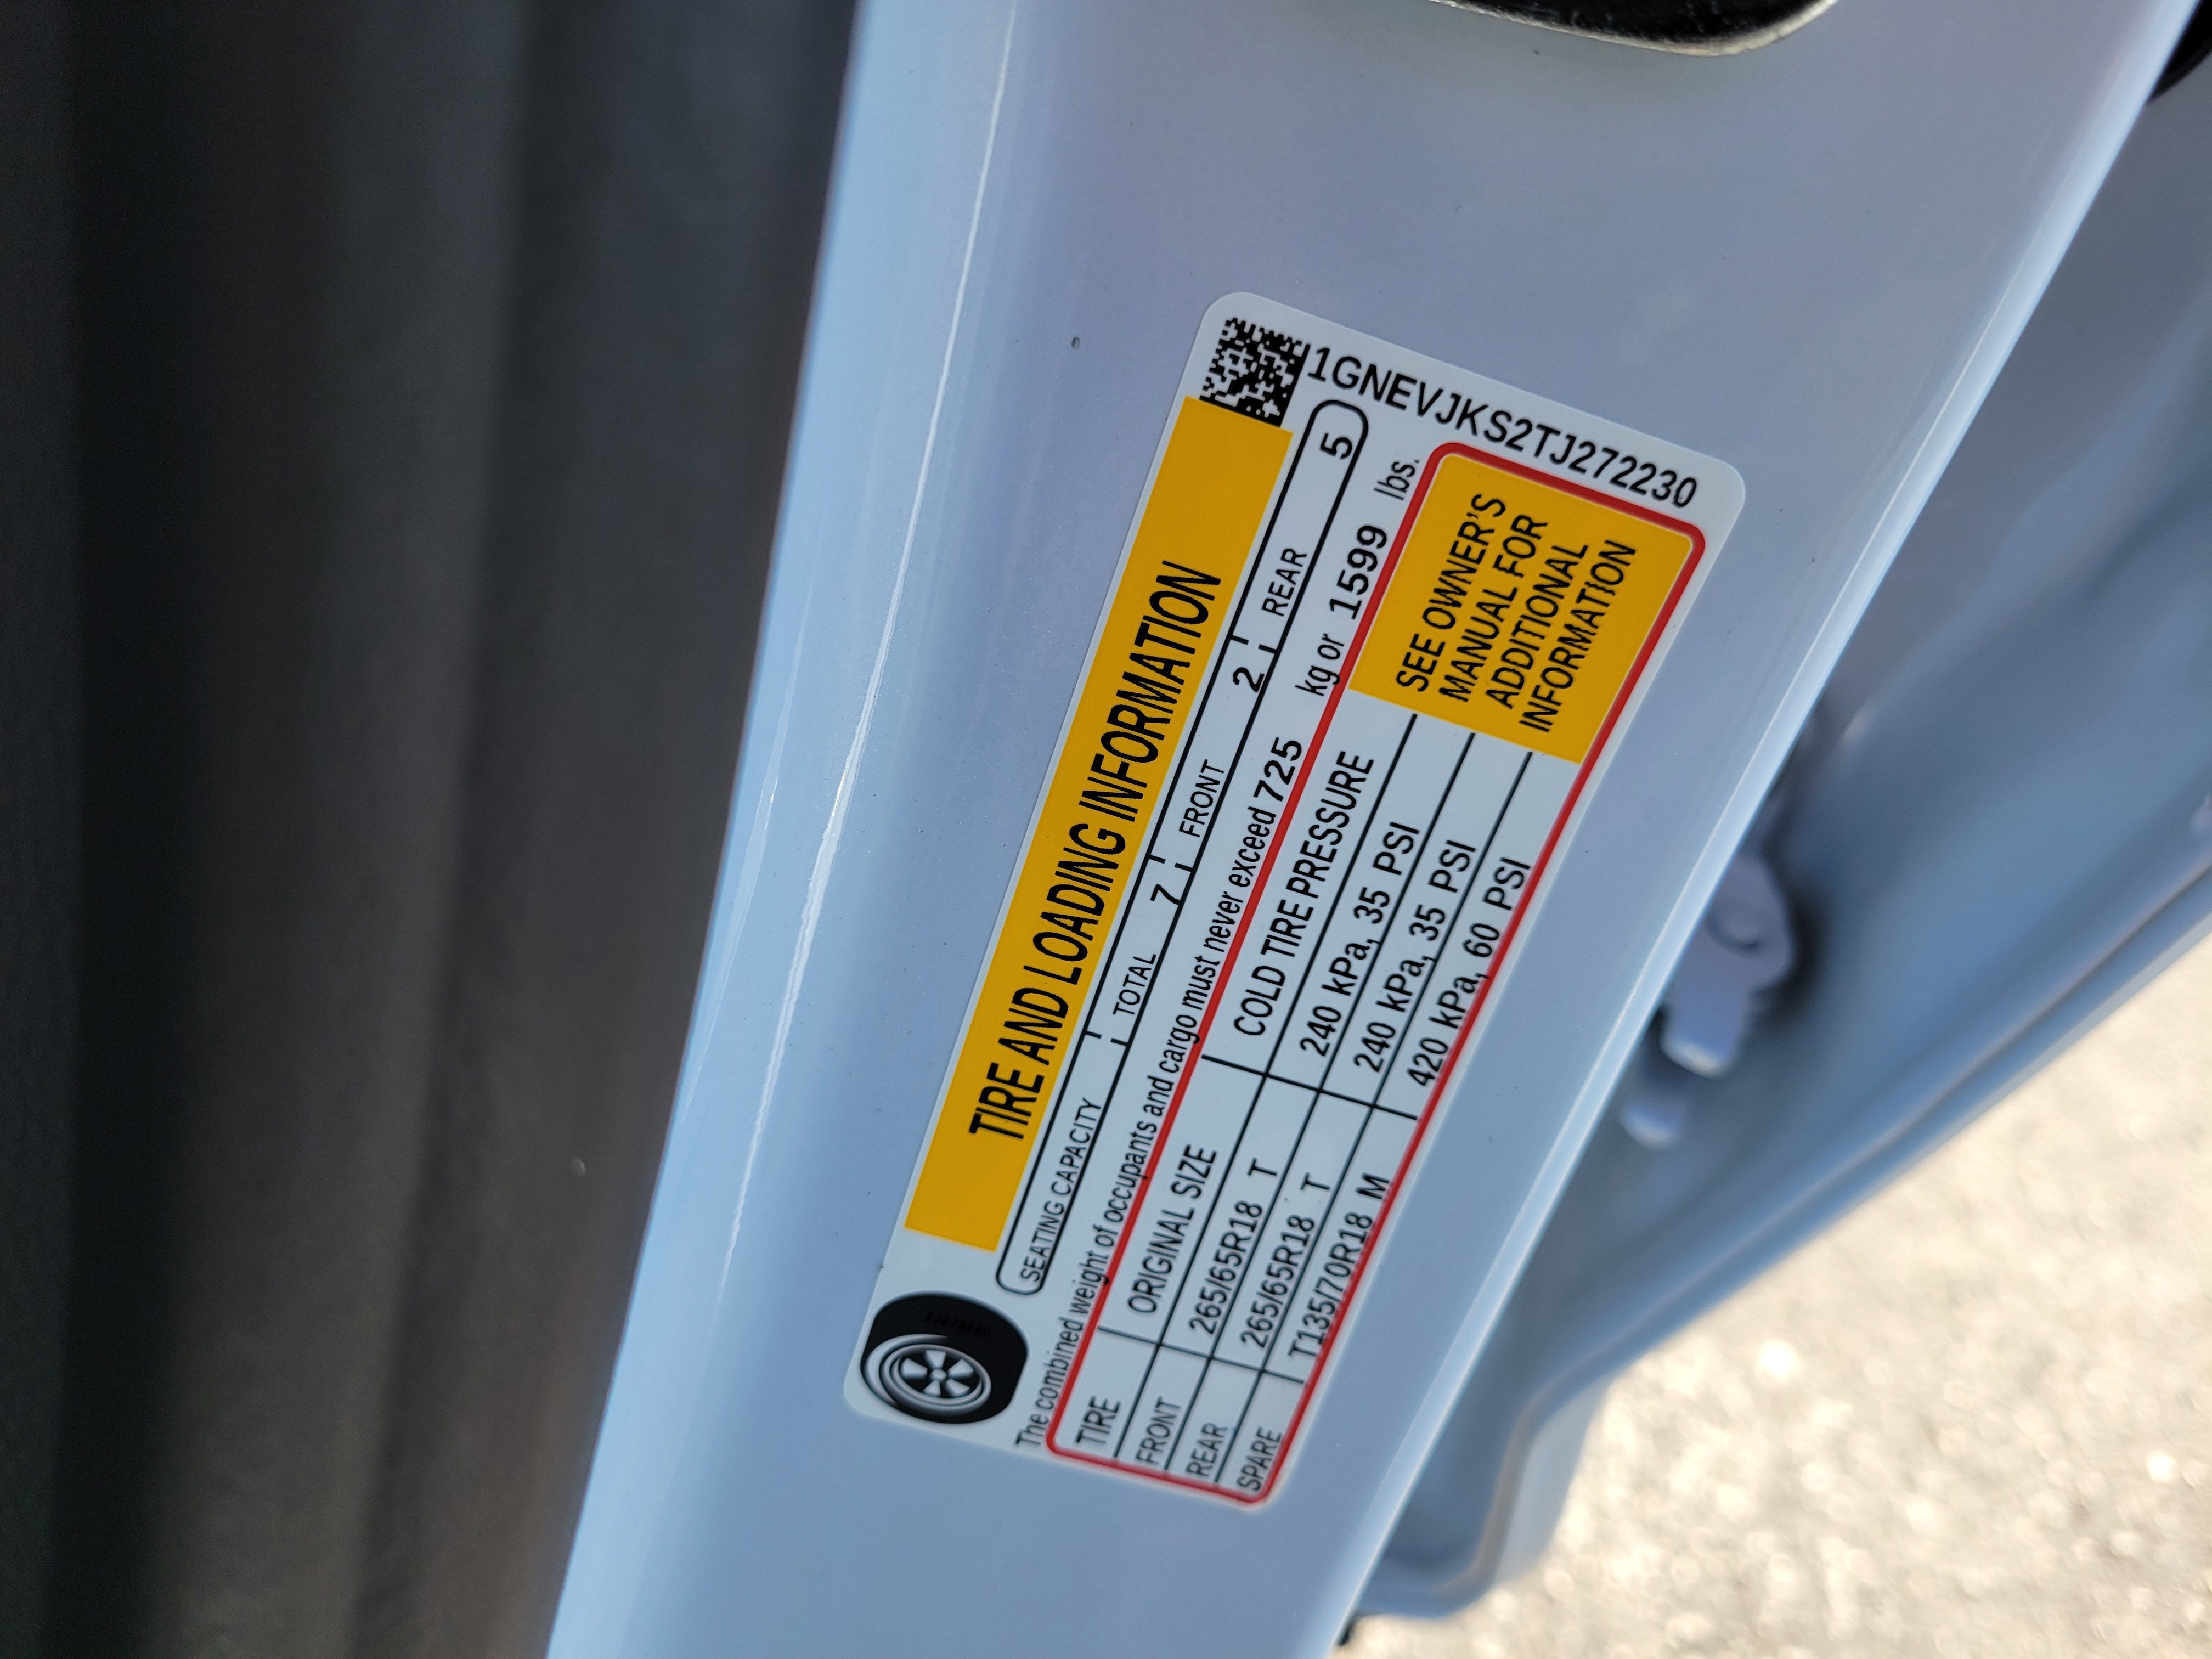 TIRE AND LOADING INFORMATION
SEATING CAPACITY TOTAL 7 FRONT 2 REAR 5
The combined weight of occupants and cargo must never exceed 725 kg or 1599 lbs.
TIRE ORIGINAL SIZE COLD TIRE PRESSURE
FRONT 265/65R18 T 240 kPa, 35 PSI
REAR 265/65R18 T 240 kPa, 35 PSI
SPARE T135/70R18 M 420 kPa, 60 PSI
SEE OWNER'S
MANUAL FOR
ADDITIONAL
INFORMATION
1GNEVJKS2TJ272230